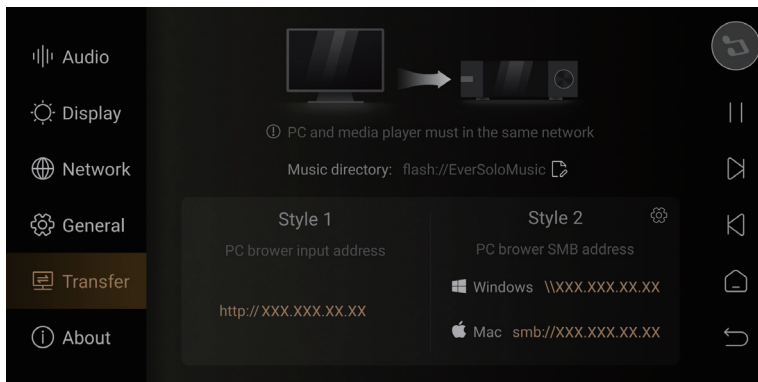 Audio
Display
Network
General
Transfer
About
PC and media player must in the same network
Music directory: flash://EverSoloMusic
Style 1
PC brower input address
http://XXX.XXX.XX.XX
Style 2
PC brower SMB address
Windows \\XXX.XXX.XX.XX
Mac smb://XXX.XXX.XX.XX